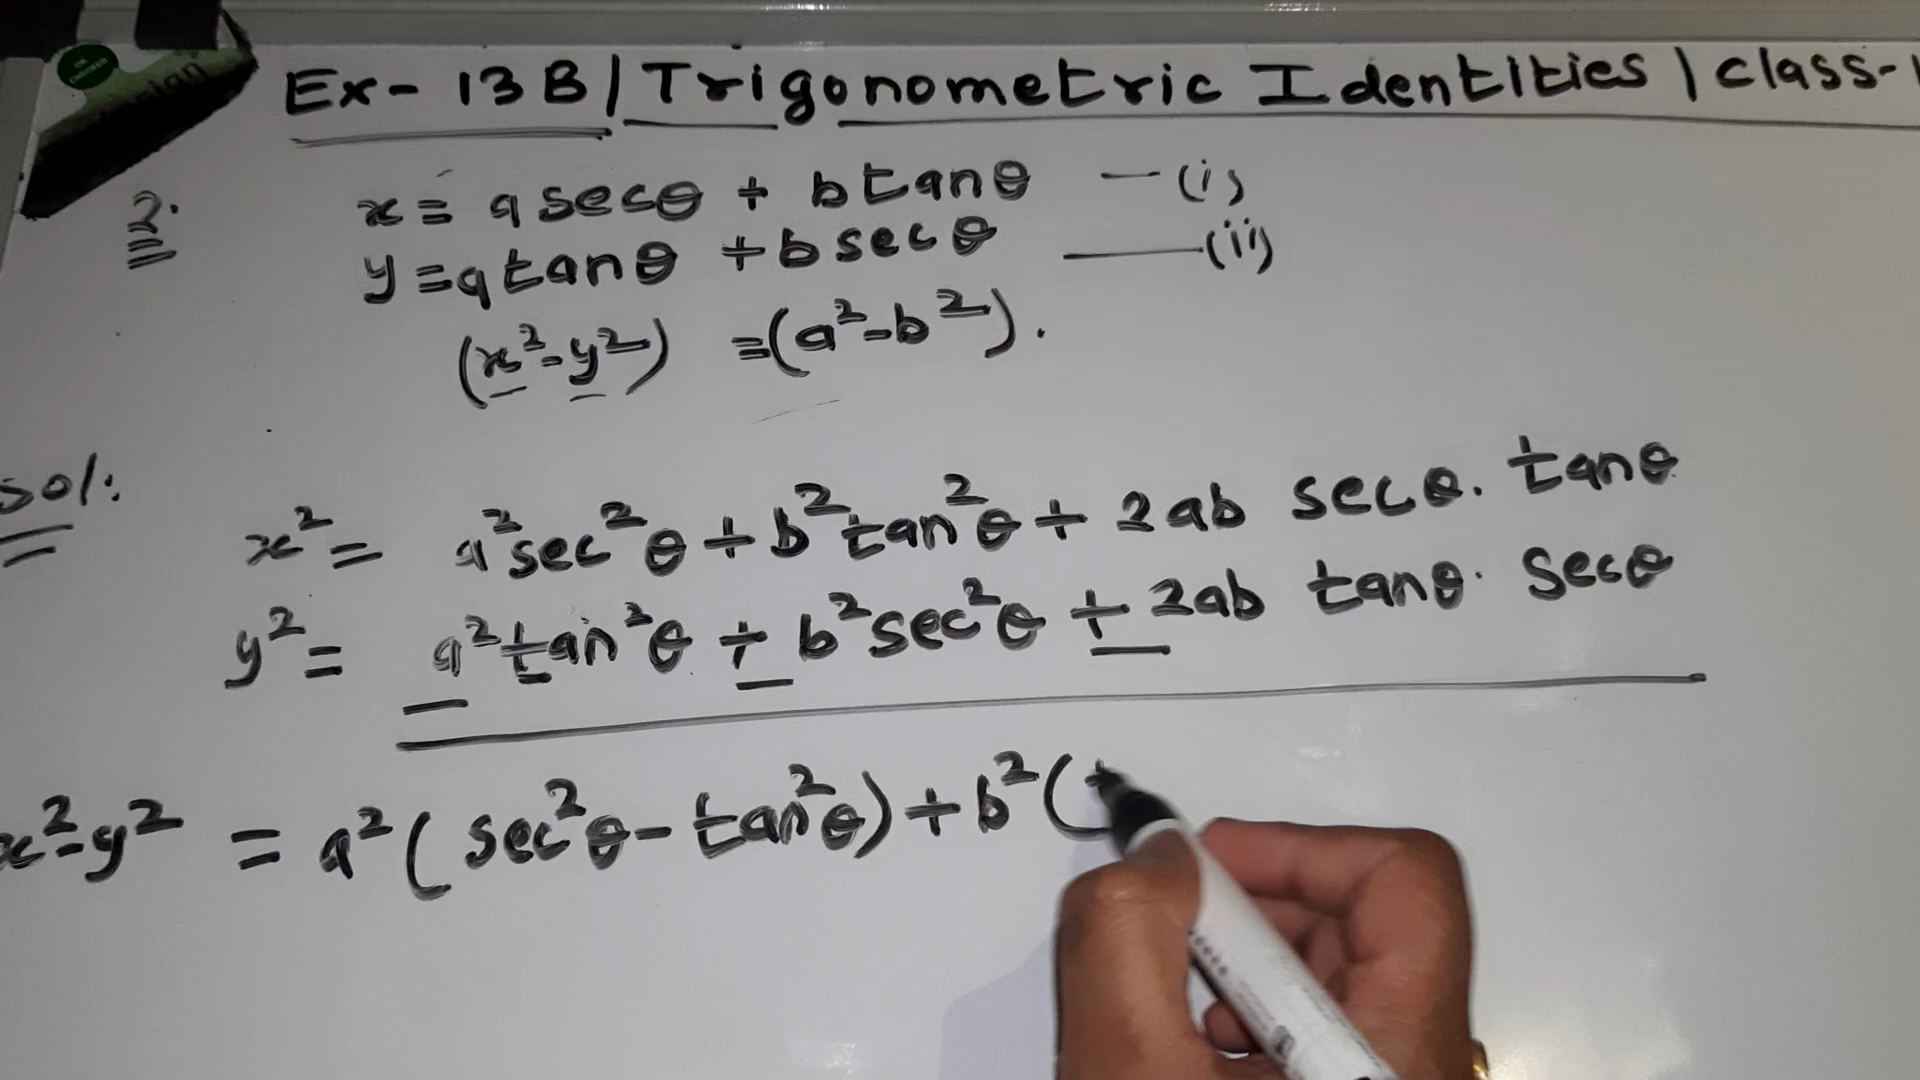 Ex- 13B/Trigonometric Identities | class-1
2.
x = a secθ + b tanθ —(i)
y = a tanθ + b secθ ——(ii)
(x²-y²) = (a²-b²).
Sol:
x² = a²sec²θ + b²tan²θ + 2ab secθ. tanθ
y² = a²tan²θ + b²sec²θ + 2ab tanθ. secθ
x²-y² = a²( sec²θ - tan²θ) + b²(t